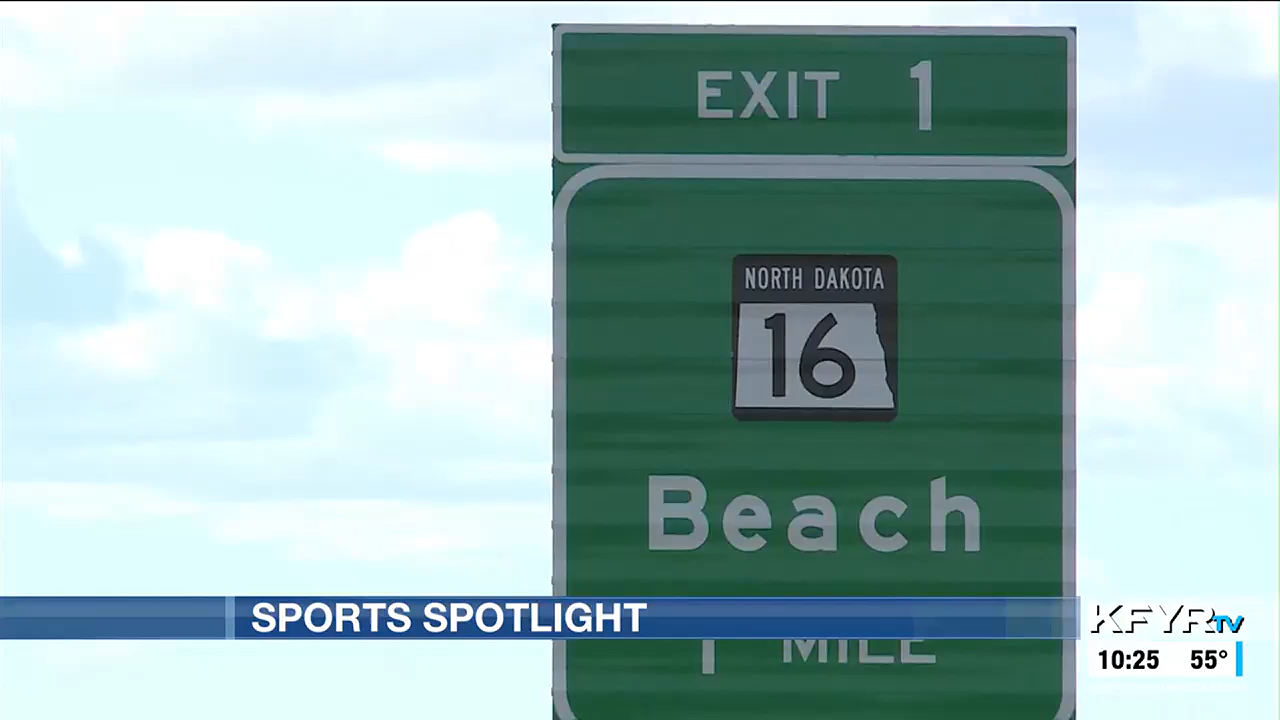 EXIT 1
NORTH DAKOTA
16
Beach
SPORTS SPOTLIGHT
1 MILE
KFYRTV
10:25 55°